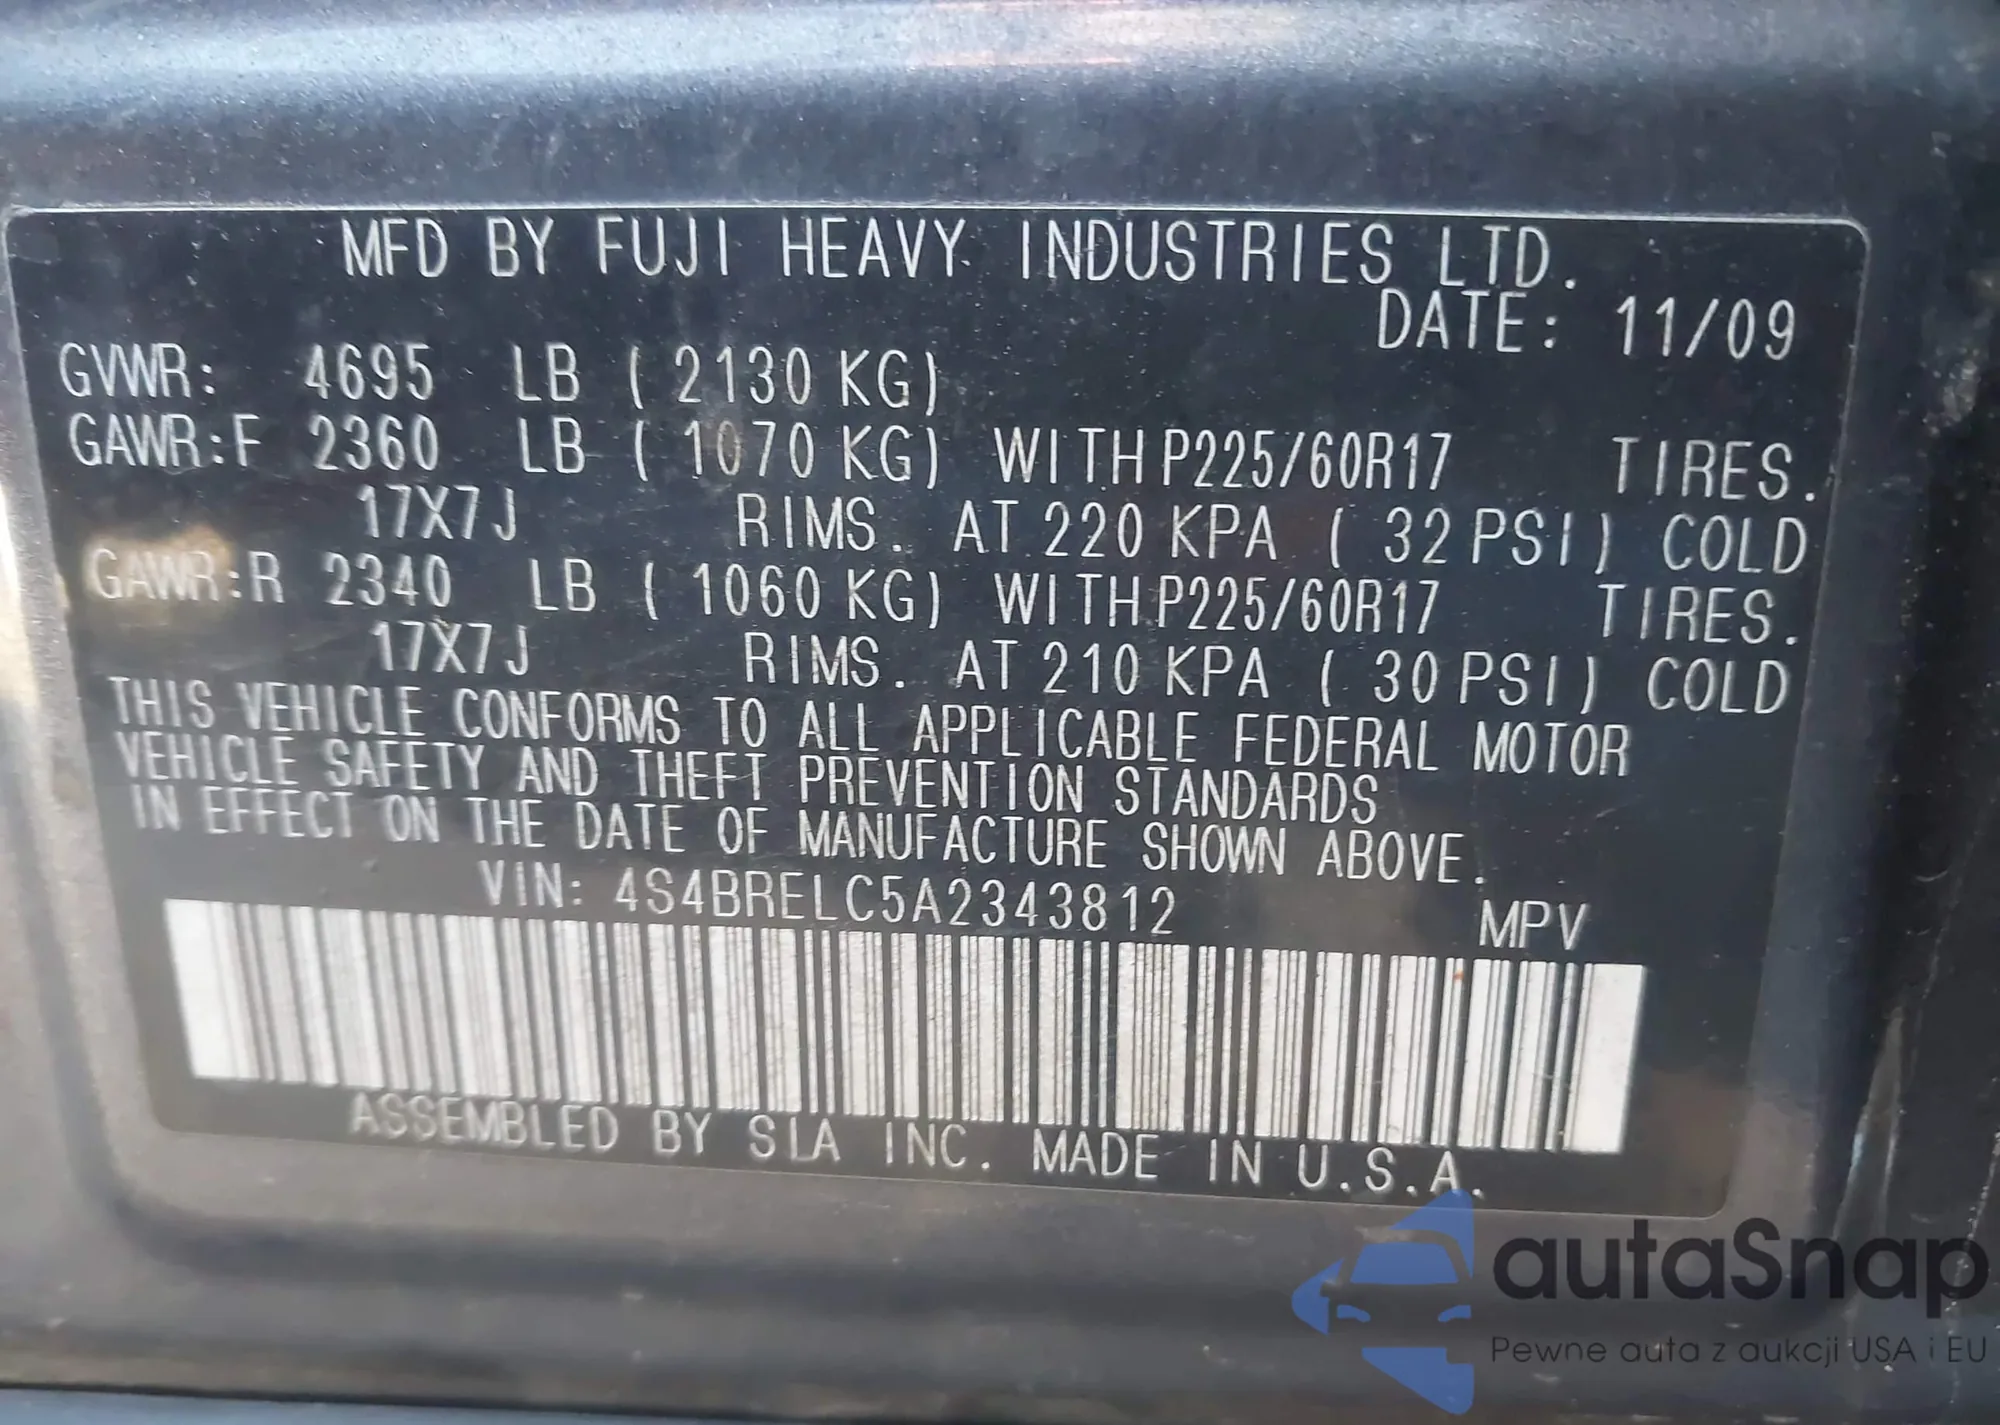 MFD BY FUJI HEAVY INDUSTRIES LTD.
DATE: 11/09
GVWR: 4695 LB ( 2130 KG)
GAWR:F 2360 LB ( 1070 KG) WITH P225/60R17 TIRES.
17X7J RIMS. AT 220 KPA ( 32 PSI) COLD
GAWR:R 2340 LB ( 1060 KG) WITH P225/60R17 TIRES.
17X7J RIMS. AT 210 KPA ( 30 PSI) COLD
THIS VEHICLE CONFORMS TO ALL APPLICABLE FEDERAL MOTOR
VEHICLE SAFETY AND THEFT PREVENTION STANDARDS
IN EFFECT ON THE DATE OF MANUFACTURE SHOWN ABOVE.
VIN: 4S4BRELC5A2343812 MPV
ASSEMBLED BY SIA INC. MADE IN U.S.A.
autaSnap
Pewne auta z aukcji USA i EU